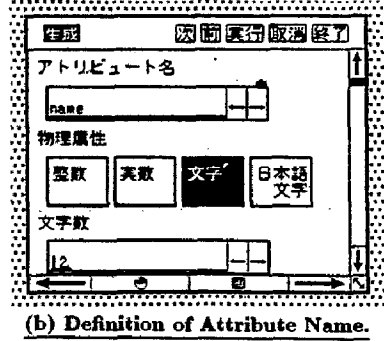 生成 次 前 実行 取消 終了
アトリビュート名
name
物理属性
整数 実数 文字 日本語文字
文字数
12
(b) Definition of Attribute Name.